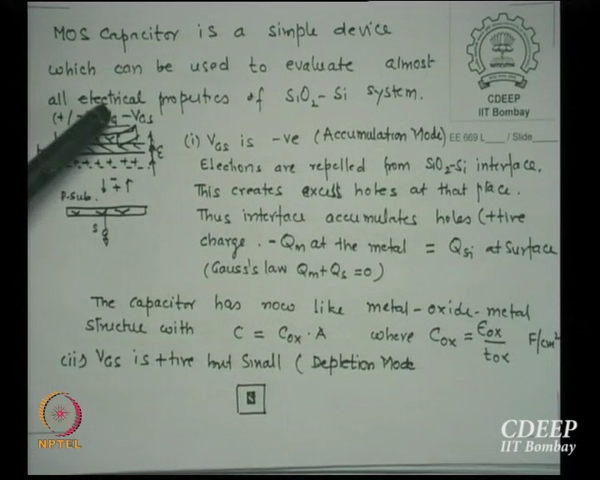 MOS Capacitor is a simple device
which can be used to evaluate almost
all electrical properties of SiO2-Si system.
-VGS
(i) VGS is -ve (Accumulation Mode)
Elections are repelled from SiO2-Si interface.
This creates excess holes at that place.
P-Sub.
Thus interface accumulates holes (+tive
S
charge. -Qm at the metal = Qsi at surface
(Gauss's law Qm+Qs=0)
The capacitor has now like metal-oxide-metal
structure with C = Cox · A where Cox = εox/tox F/cm2
(ii) VGS is +tive but small (Depletion Mode
8
CDEEP
IIT Bombay
EE 669 L___/ Slide___
NPTEL
CDEEP
IIT Bombay